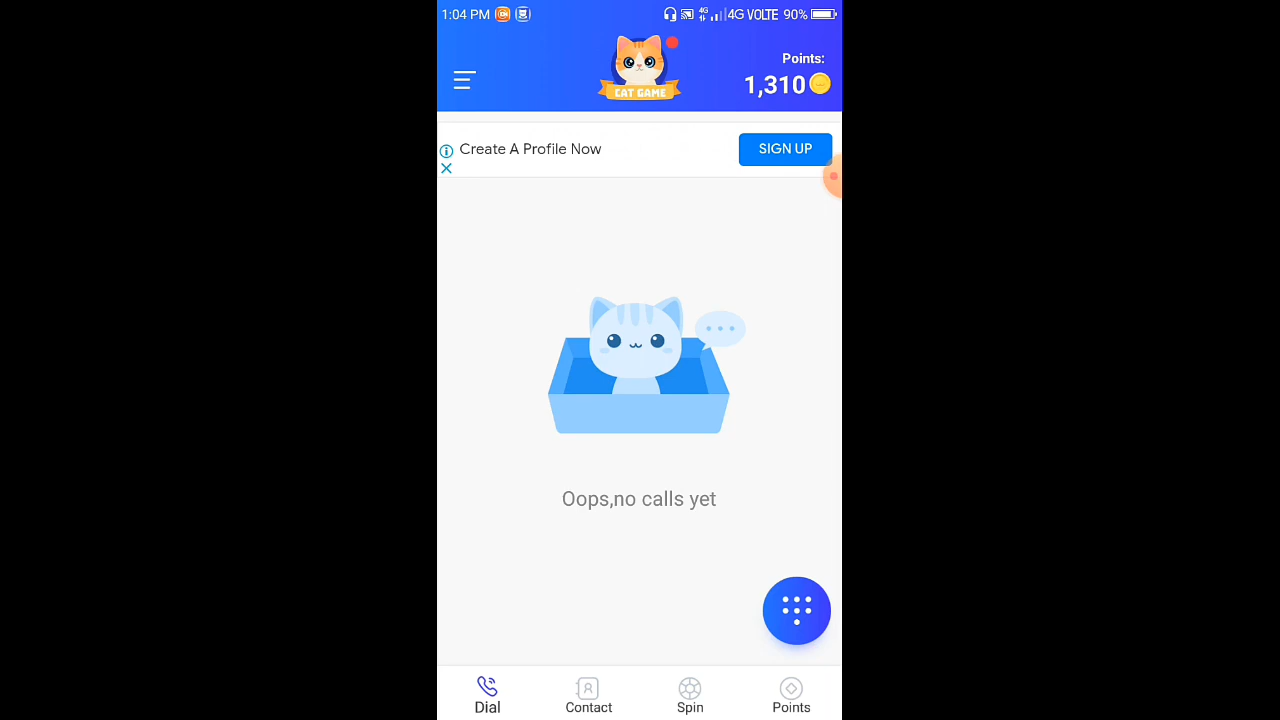 1:04 PM 4G 4G VOLTE 90%
CAT GAME
Points:
1,310
Create A Profile Now
SIGN UP
Oops,no calls yet
Dial Contact Spin Points